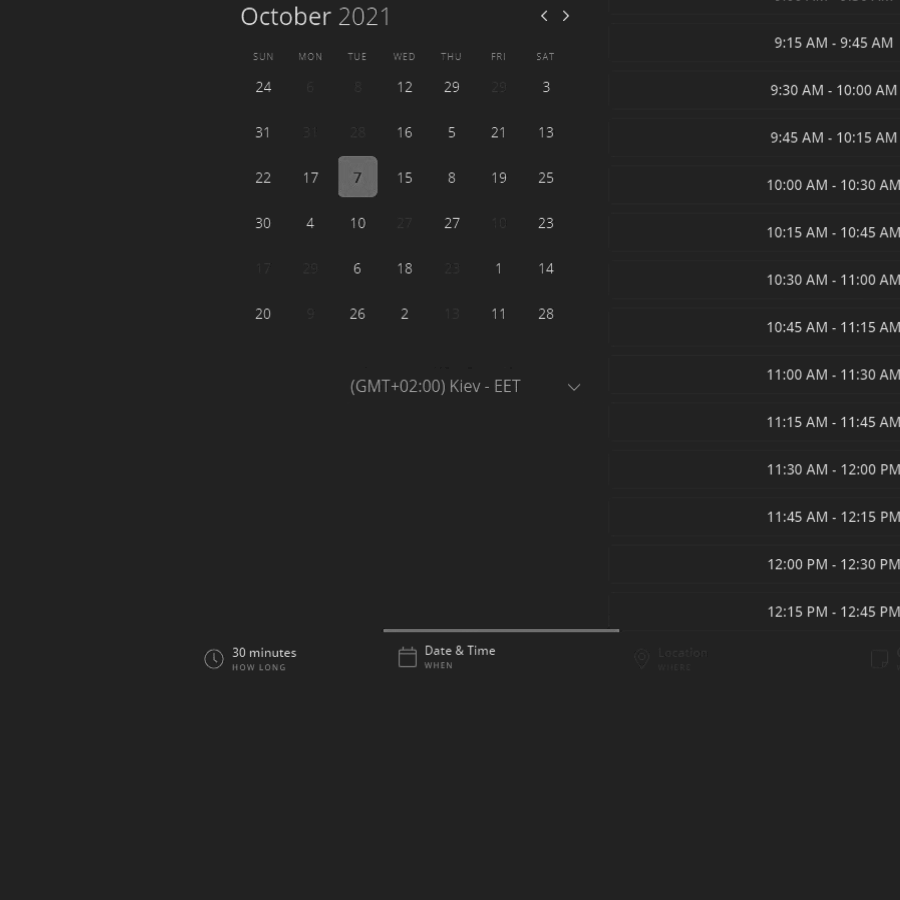 October 2021
SUN MON TUE WED THU FRI SAT
24 6 8 12 29 29 3
31 31 28 16 5 21 13
22 17 7 15 8 19 25
30 4 10 27 27 10 23
17 29 6 18 23 1 14
20 9 26 2 13 11 28
(GMT+02:00) Kiev - EET
9:15 AM - 9:45 AM
9:30 AM - 10:00 AM
9:45 AM - 10:15 AM
10:00 AM - 10:30 AM
10:15 AM - 10:45 AM
10:30 AM - 11:00 AM
10:45 AM - 11:15 AM
11:00 AM - 11:30 AM
11:15 AM - 11:45 AM
11:30 AM - 12:00 PM
11:45 AM - 12:15 PM
12:00 PM - 12:30 PM
12:15 PM - 12:45 PM
30 minutes
HOW LONG
Date & Time
WHEN
Location
WHERE